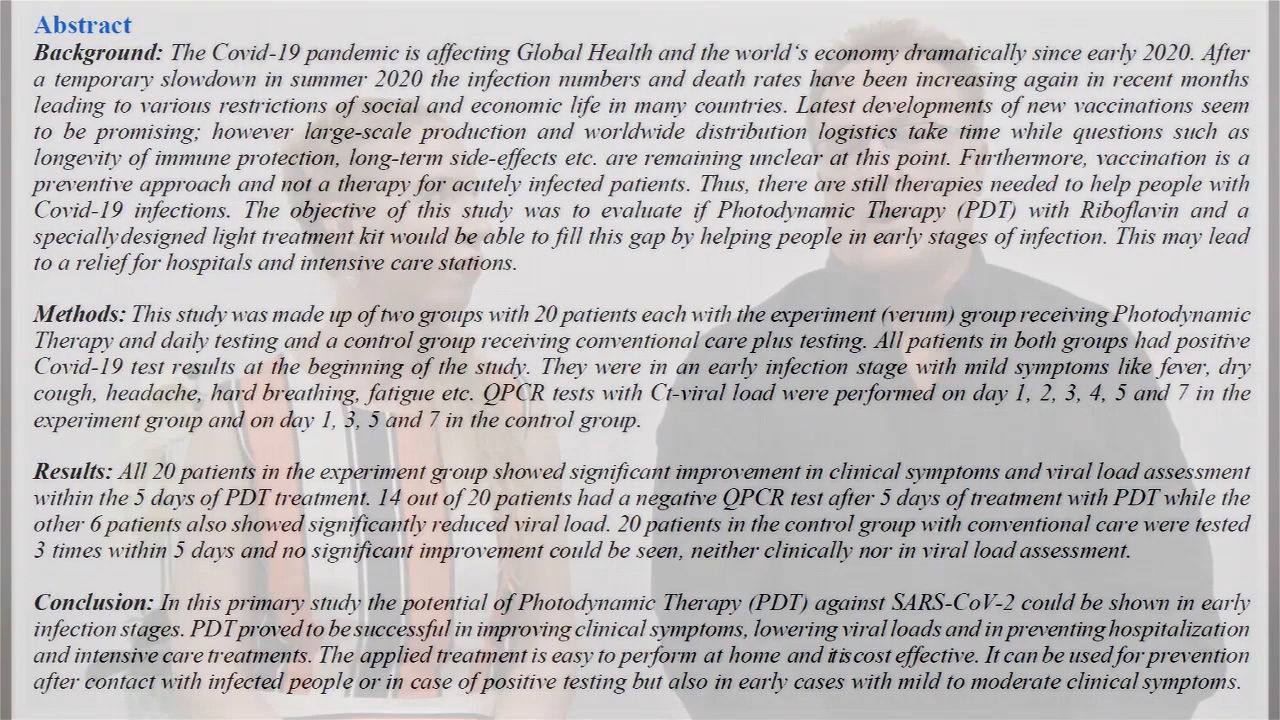 Abstract
Background: The Covid-19 pandemic is affecting Global Health and the world‘s economy dramatically since early 2020. After
a temporary slowdown in summer 2020 the infection numbers and death rates have been increasing again in recent months
leading to various restrictions of social and economic life in many countries. Latest developments of new vaccinations seem
to be promising; however large-scale production and worldwide distribution logistics take time while questions such as
longevity of immune protection, long-term side-effects etc. are remaining unclear at this point. Furthermore, vaccination is a
preventive approach and not a therapy for acutely infected patients. Thus, there are still therapies needed to help people with
Covid-19 infections. The objective of this study was to evaluate if Photodynamic Therapy (PDT) with Riboflavin and a
specially designed light treatment kit would be able to fill this gap by helping people in early stages of infection. This may lead
to a relief for hospitals and intensive care stations.
Methods: This study was made up of two groups with 20 patients each with the experiment (verum) group receiving Photodynamic
Therapy and daily testing and a control group receiving conventional care plus testing. All patients in both groups had positive
Covid-19 test results at the beginning of the study. They were in an early infection stage with mild symptoms like fever, dry
cough, headache, hard breathing, fatigue etc. QPCR tests with Ct-viral load were performed on day 1, 2, 3, 4, 5 and 7 in the
experiment group and on day 1, 3, 5 and 7 in the control group.
Results: All 20 patients in the experiment group showed significant improvement in clinical symptoms and viral load assessment
within the 5 days of PDT treatment. 14 out of 20 patients had a negative QPCR test after 5 days of treatment with PDT while the
other 6 patients also showed significantly reduced viral load. 20 patients in the control group with conventional care were tested
3 times within 5 days and no significant improvement could be seen, neither clinically nor in viral load assessment.
Conclusion: In this primary study the potential of Photodynamic Therapy (PDT) against SARS-CoV-2 could be shown in early
infection stages. PDT proved to be successful in improving clinical symptoms, lowering viral loads and in preventing hospitalization
and intensive care treatments. The applied treatment is easy to perform at home and it is cost effective. It can be used for prevention
after contact with infected people or in case of positive testing but also in early cases with mild to moderate clinical symptoms.